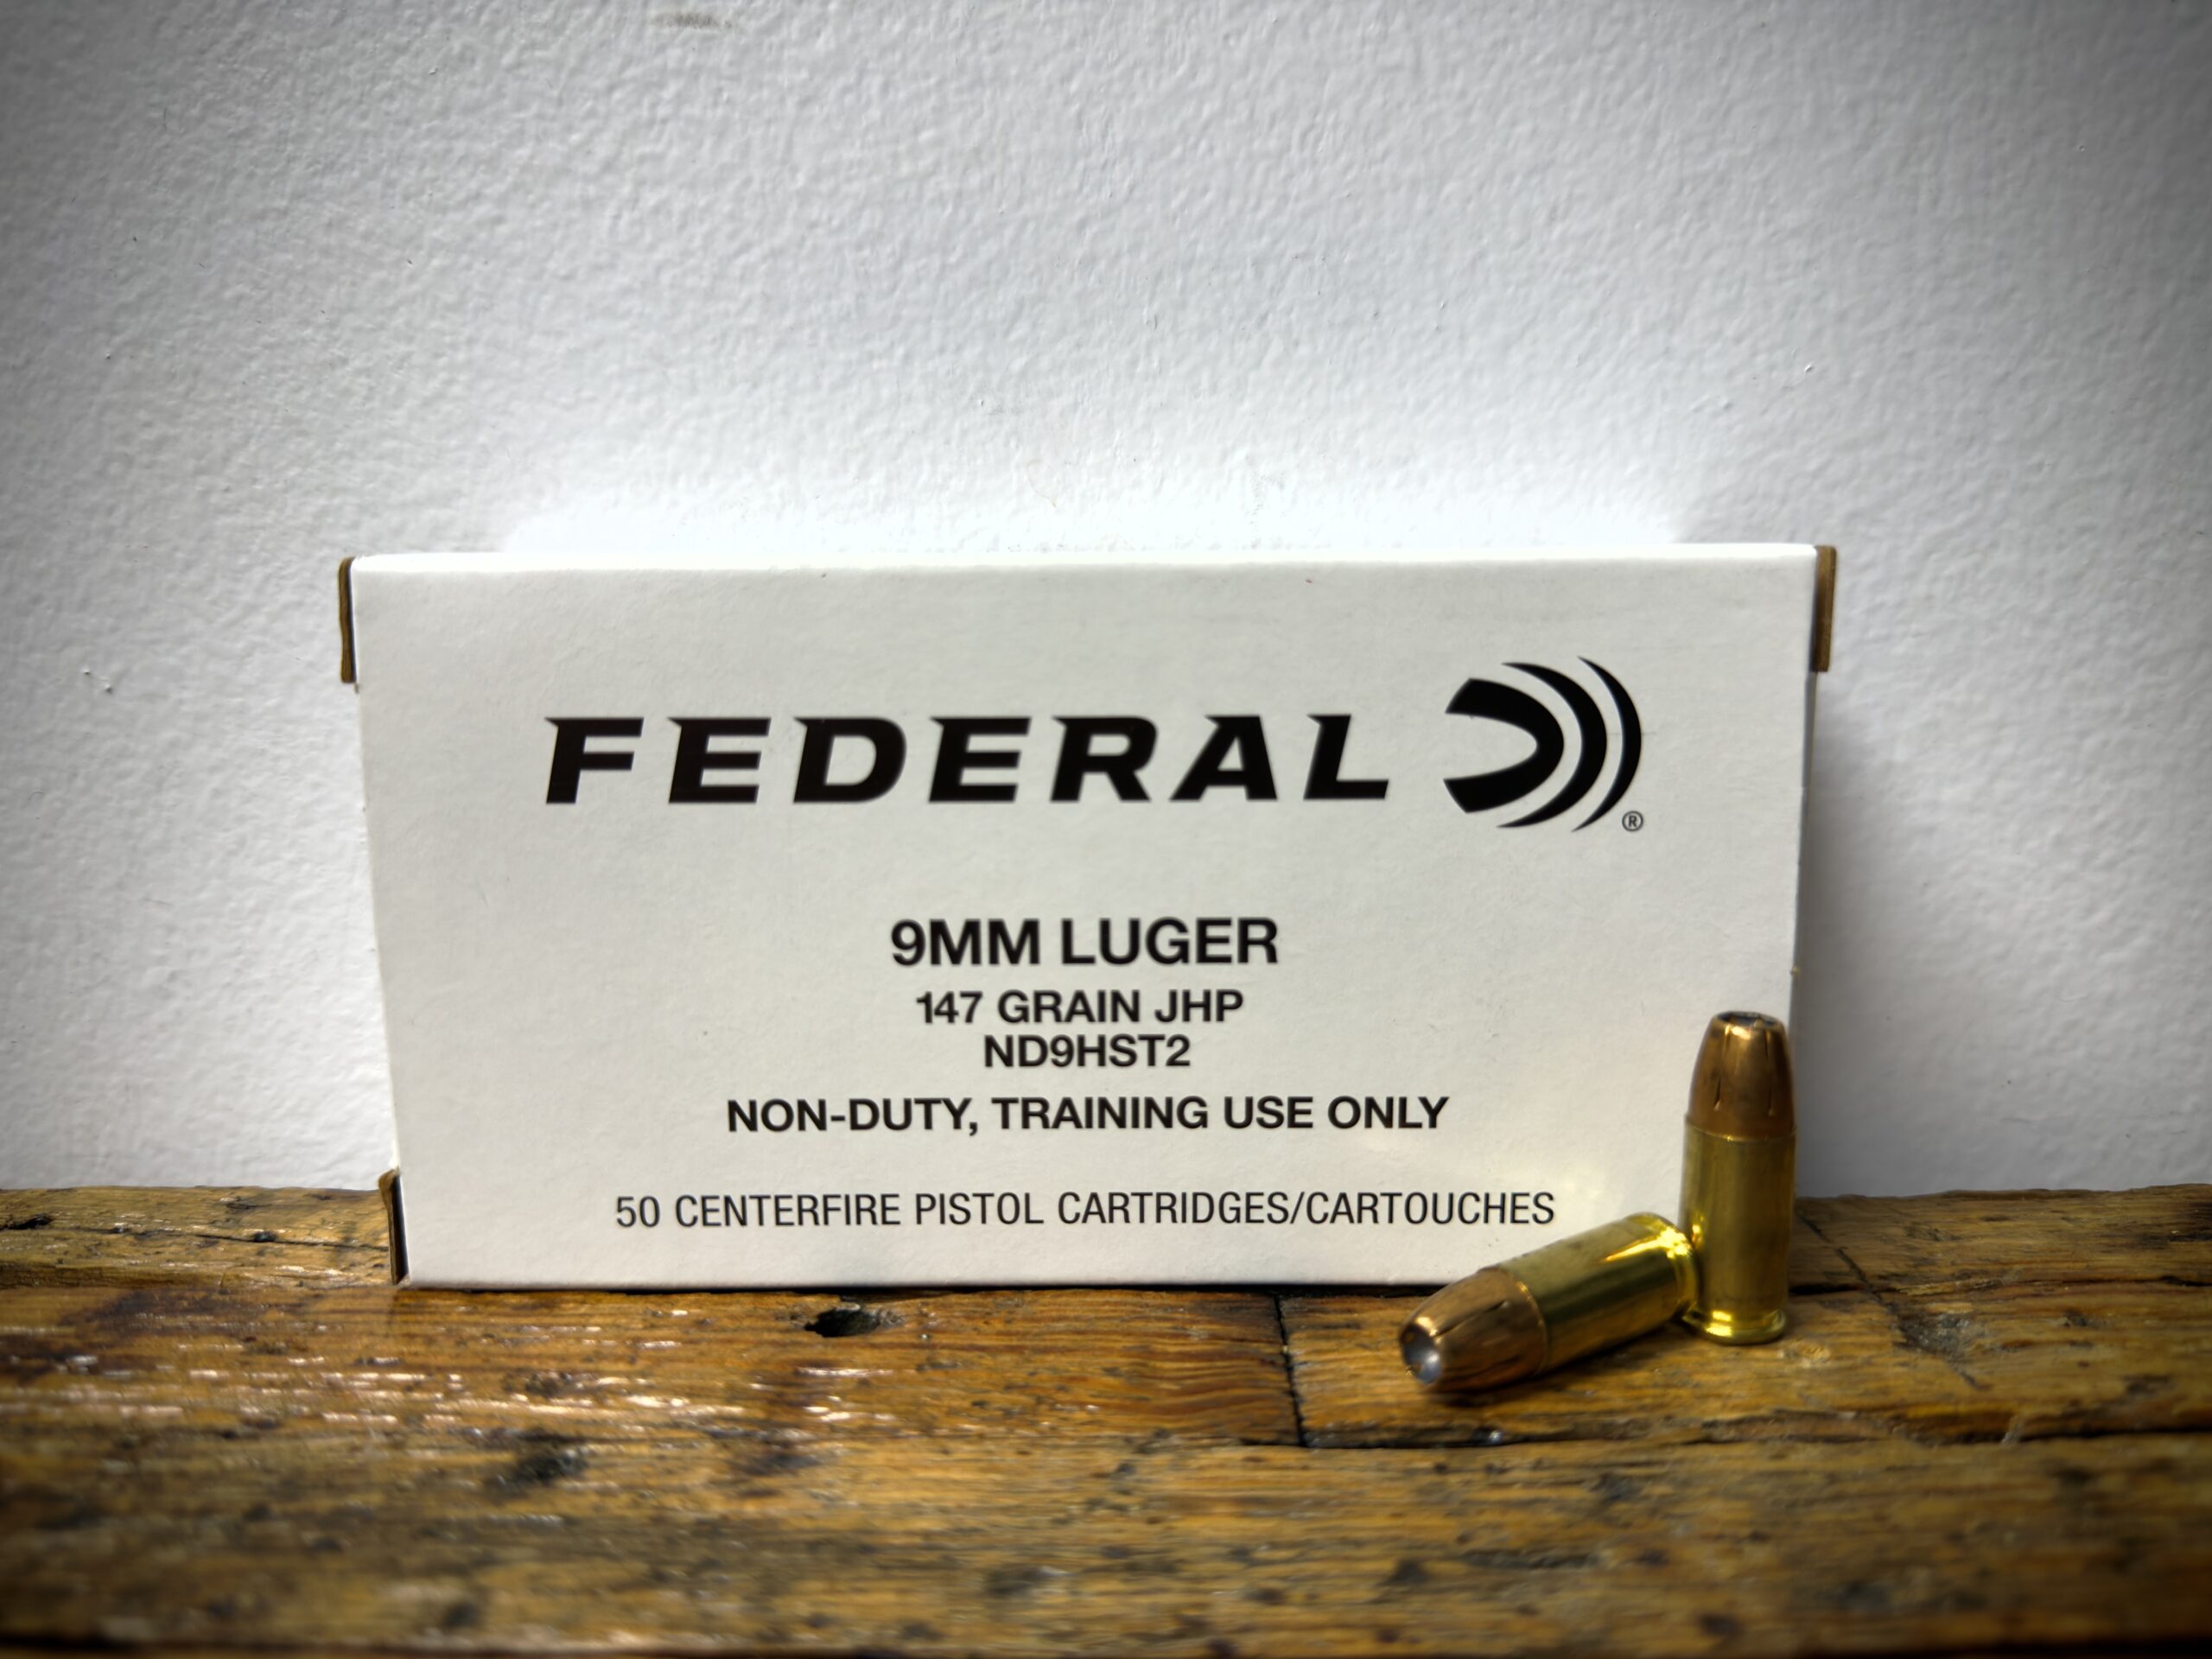 FEDERAL ®
9MM LUGER
147 GRAIN JHP
ND9HST2
NON-DUTY, TRAINING USE ONLY
50 CENTERFIRE PISTOL CARTRIDGES/CARTOUCHES